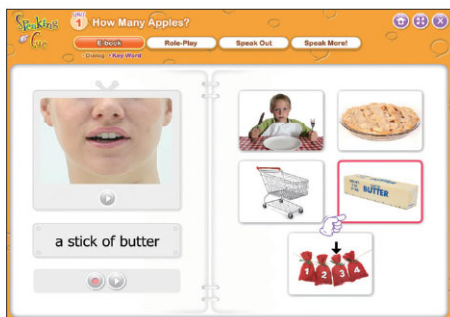 Speaking
Cue
UNIT
1
How Many Apples?
E-book
Role-Play
Speak Out
Speak More!
• Dialog • Key Word
a stick of butter
BUTTER
1 2 3 4